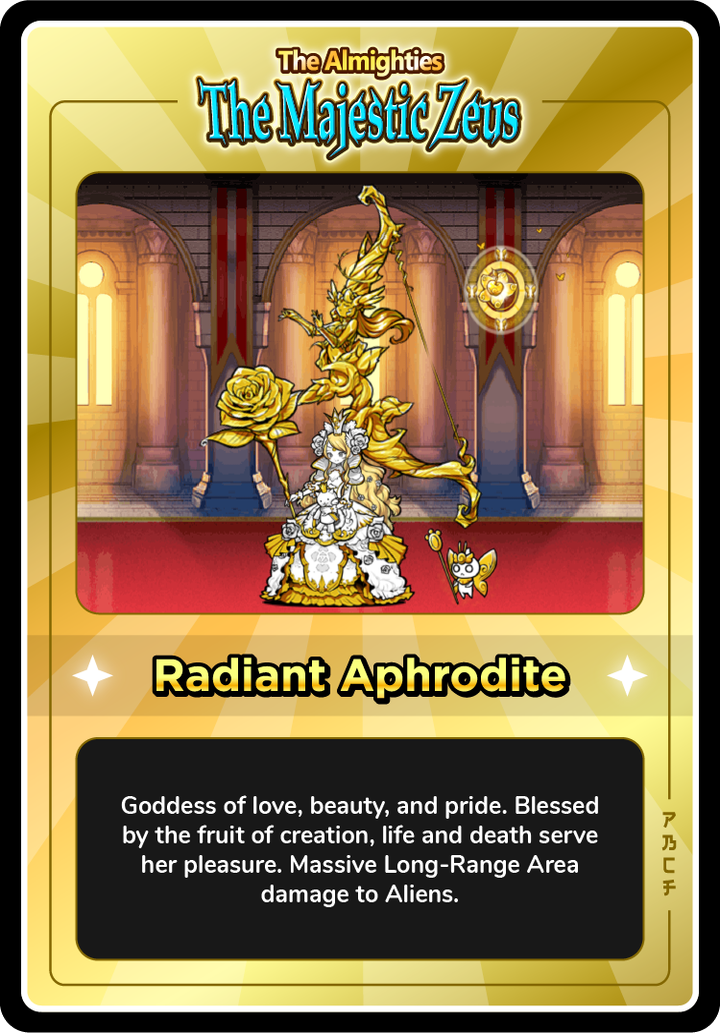 The Almighties
The Majestic Zeus
Radiant Aphrodite
Goddess of love, beauty, and pride. Blessed
by the fruit of creation, life and death serve
her pleasure. Massive Long-Range Area
damage to Aliens.
ア
乃
匚
チ